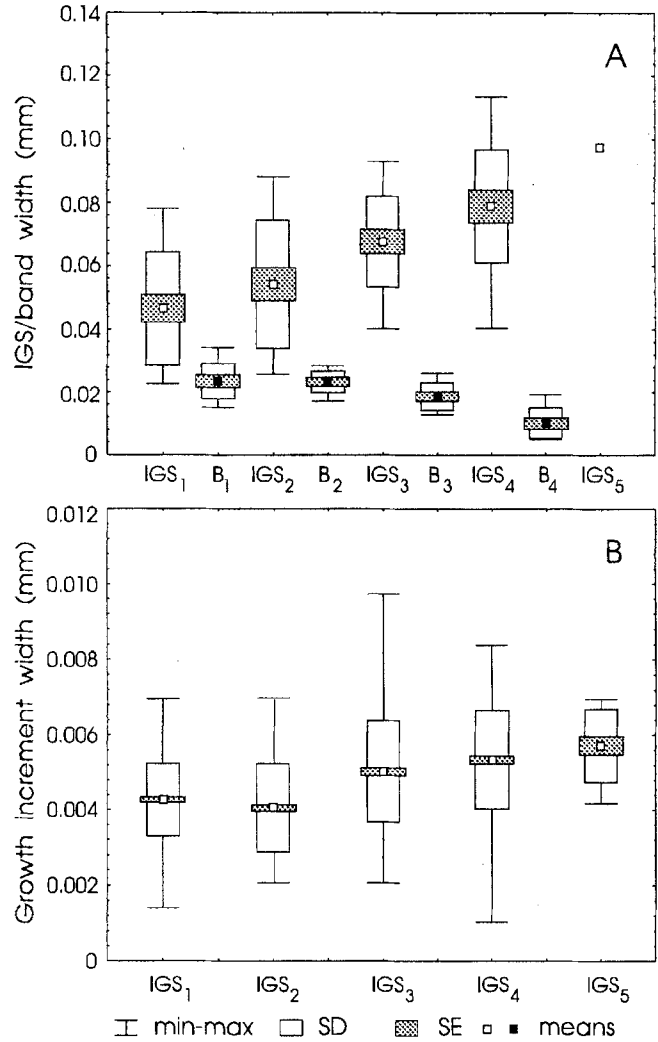 0.14
0.12
0.10
0.08
0.06
0.04
0.02
0
IGS/band width (mm)
A
IGS1 B1 IGS2 B2 IGS3 B3 IGS4 B4 IGS5
0.012
0.010
0.008
0.006
0.004
0.002
0
Growth increment width (mm)
B
IGS1 IGS2 IGS3 IGS4 IGS5
min-max SD SE means